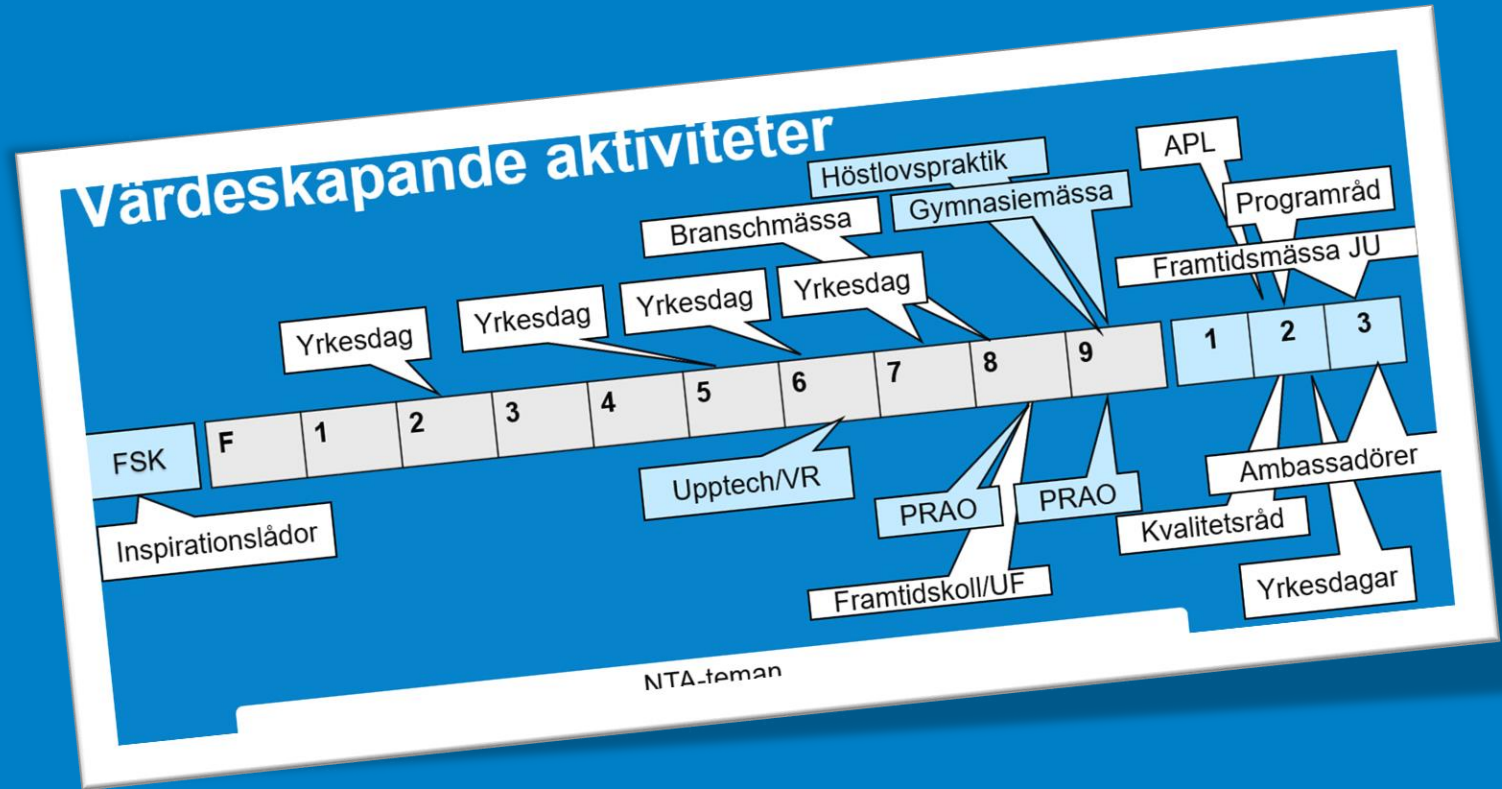 Värdeskapande aktiviteter
Höstlovspraktik
APL
Gymnasiemässa
Programråd
Branschmässa
Framtidsmässa JU
Yrkesdag
Yrkesdag
Yrkesdag
Yrkesdag
FSK
F
1
2
3
4
5
6
7
8
9
1
2
3
Inspirationslådor
Upptech/VR
PRAO
PRAO
Ambassadörer
Kvalitetsråd
Framtidskoll/UF
Yrkesdagar
NTA-teman